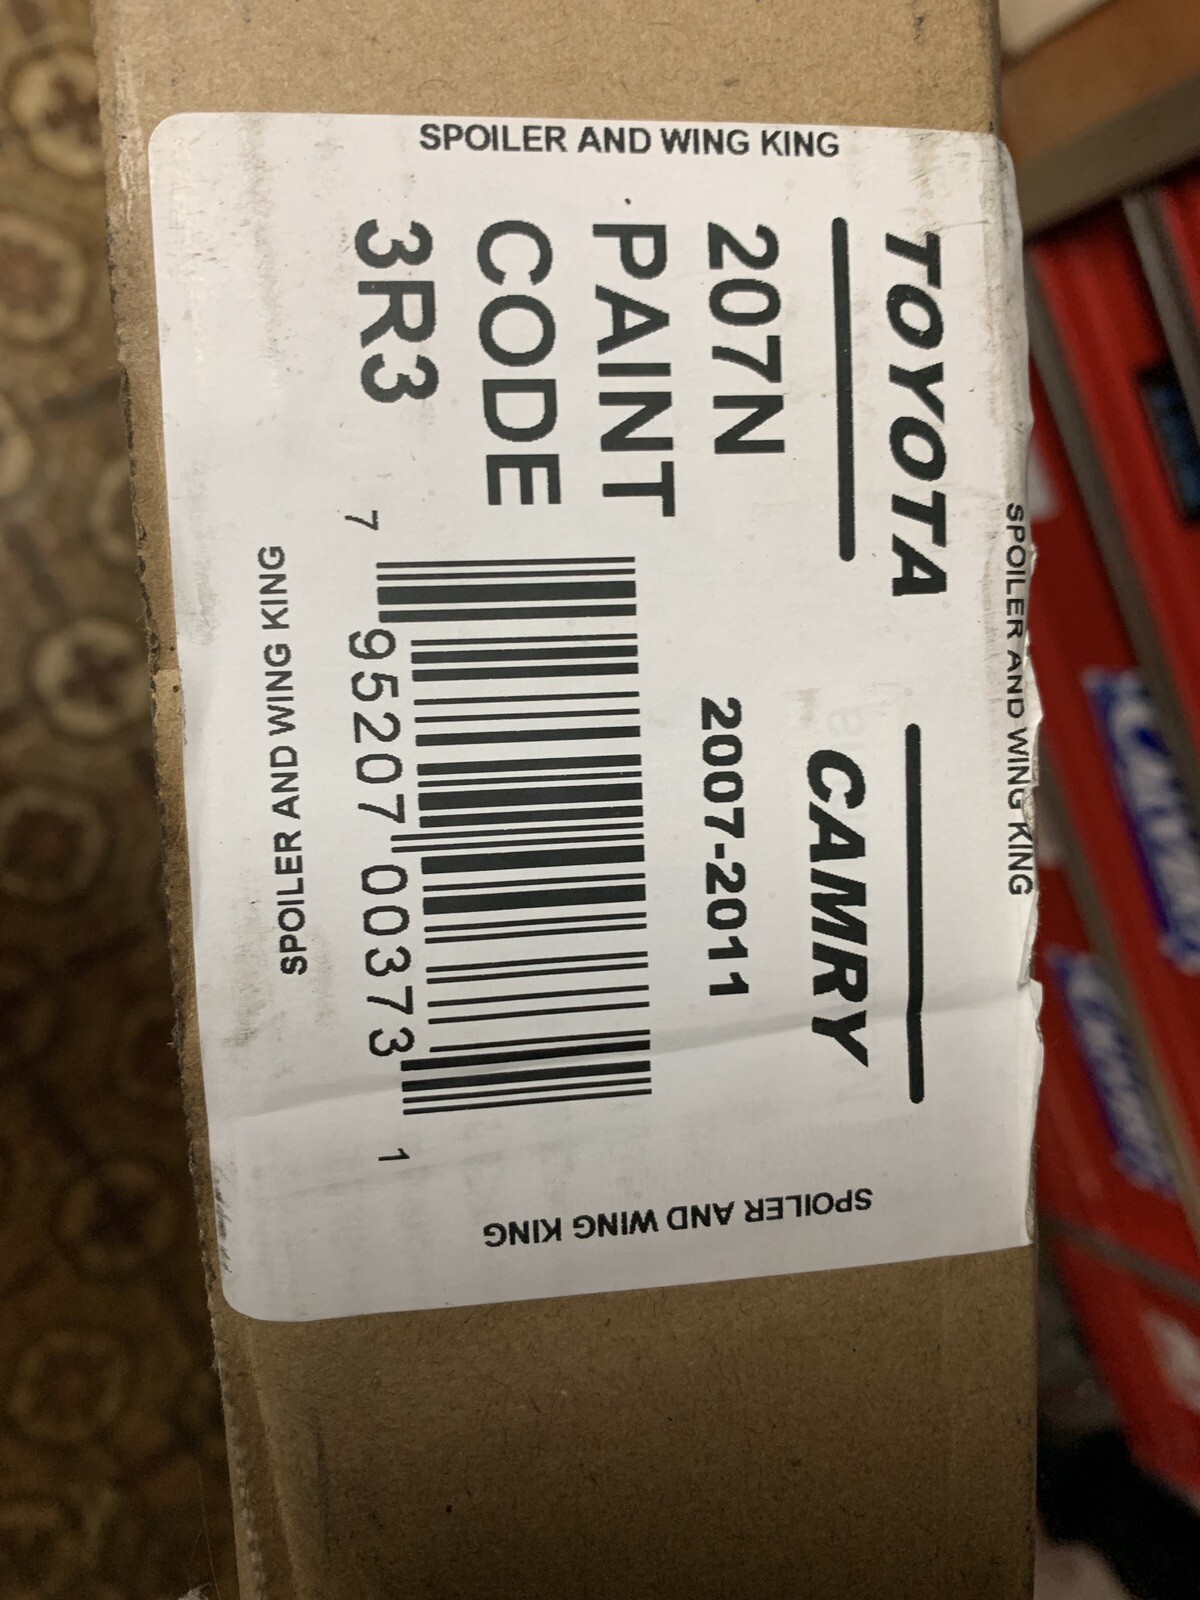 SPOILER AND WING KING
TOYOTA
CAMRY
207N
2007-2011
PAINT
CODE
3R3
7 95207 00373 1
SPOILER AND WING KING
SPOILER AND WING KING
SPOILER AND WING KING